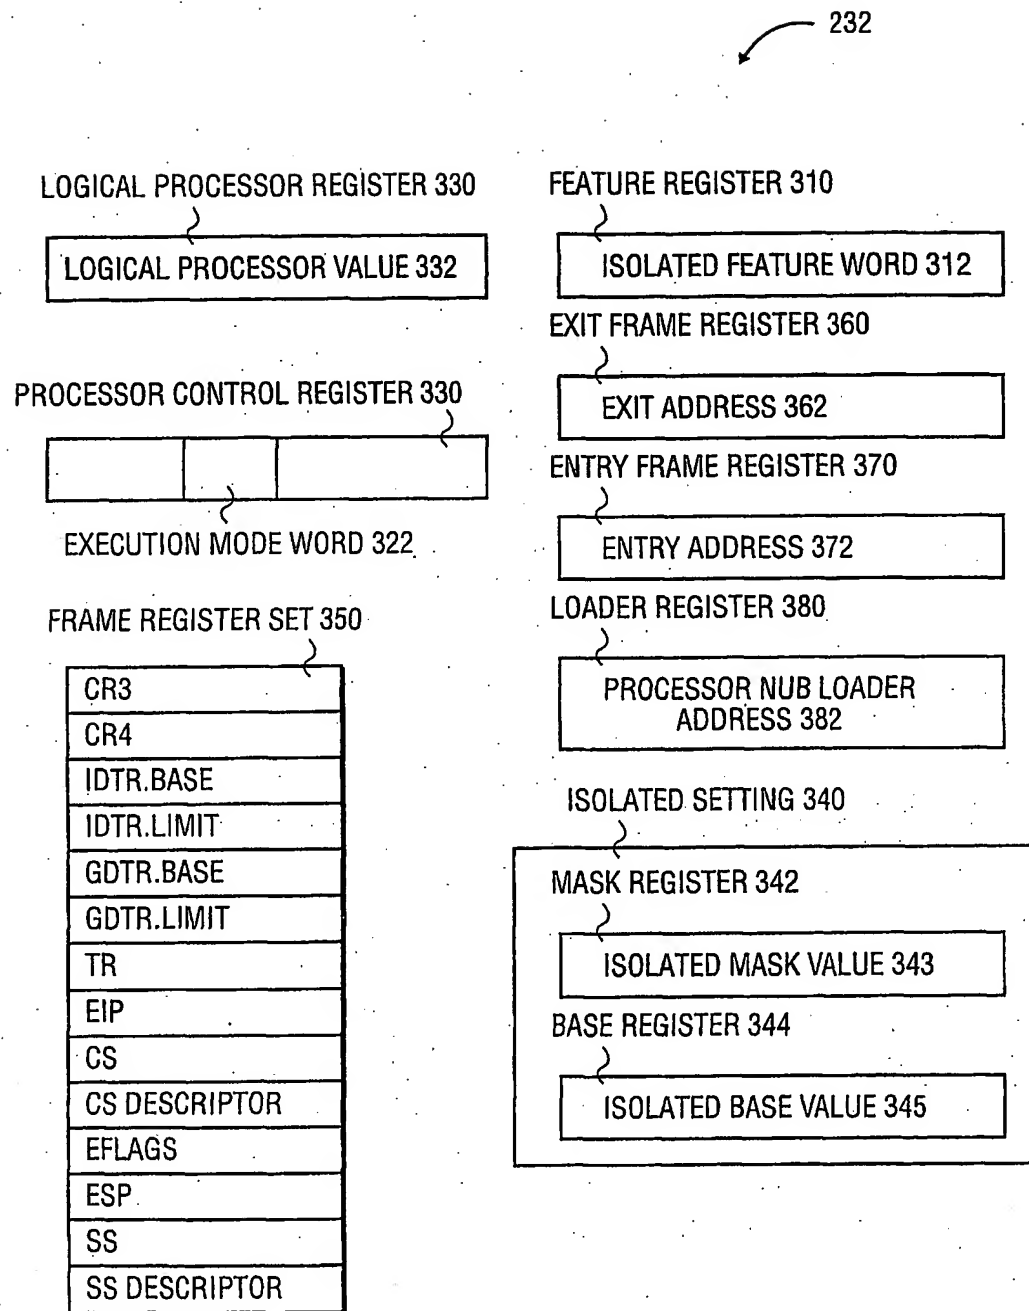 232
LOGICAL PROCESSOR REGISTER 330
LOGICAL PROCESSOR VALUE 332
PROCESSOR CONTROL REGISTER 330
EXECUTION MODE WORD 322
FRAME REGISTER SET 350
CR3
CR4
IDTR.BASE
IDTR.LIMIT
GDTR.BASE
GDTR.LIMIT
TR
EIP
CS
CS DESCRIPTOR
EFLAGS
ESP
SS
SS DESCRIPTOR
FEATURE REGISTER 310
ISOLATED FEATURE WORD 312
EXIT FRAME REGISTER 360
EXIT ADDRESS 362
ENTRY FRAME REGISTER 370
ENTRY ADDRESS 372
LOADER REGISTER 380
PROCESSOR NUB LOADER
ADDRESS 382
ISOLATED SETTING 340
MASK REGISTER 342
ISOLATED MASK VALUE 343
BASE REGISTER 344
ISOLATED BASE VALUE 345